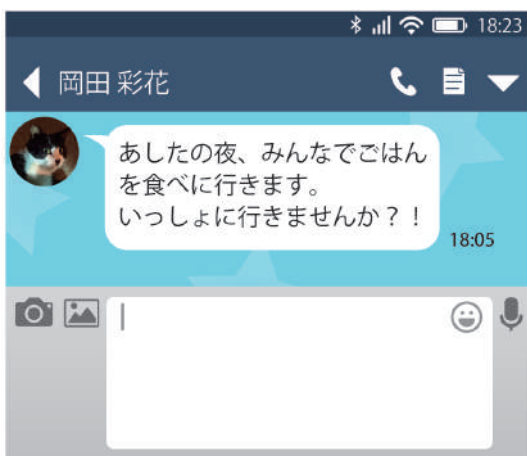 18:23
岡田 彩花
あしたの夜、みんなでごはん
を食べに行きます。
いっしょに行きませんか？！
18:05